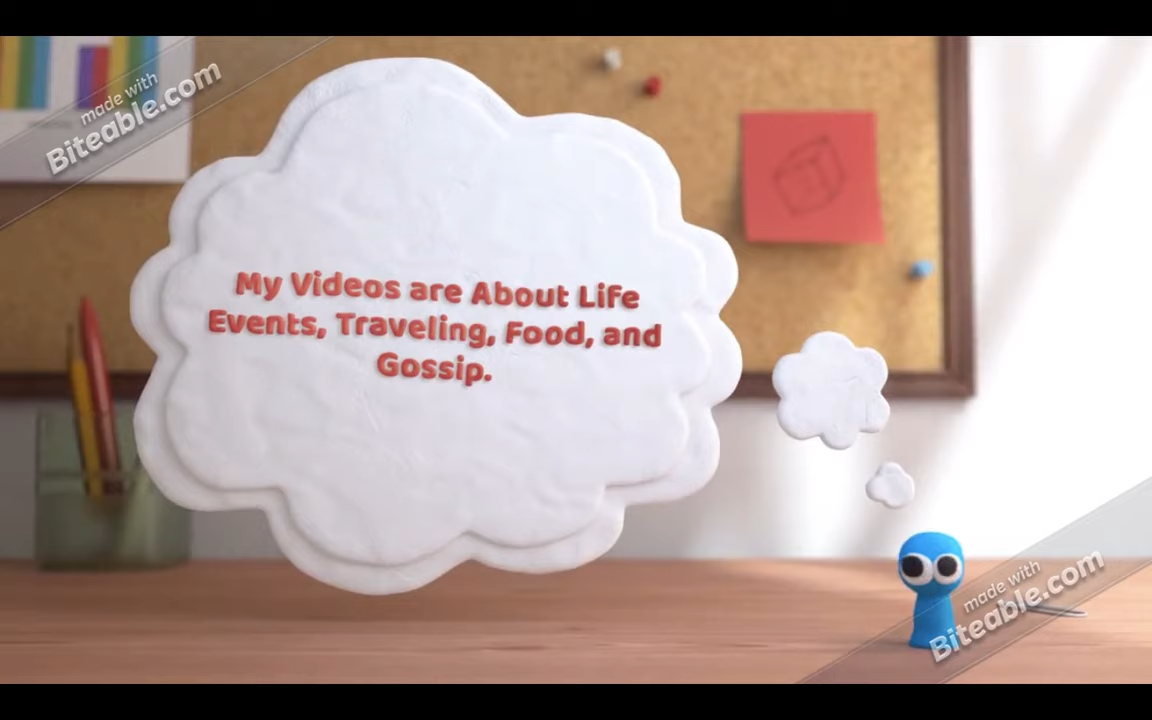 made with
Biteable.com
My Videos are About Life
Events, Traveling, Food, and
Gossip.
made with
Biteable.com